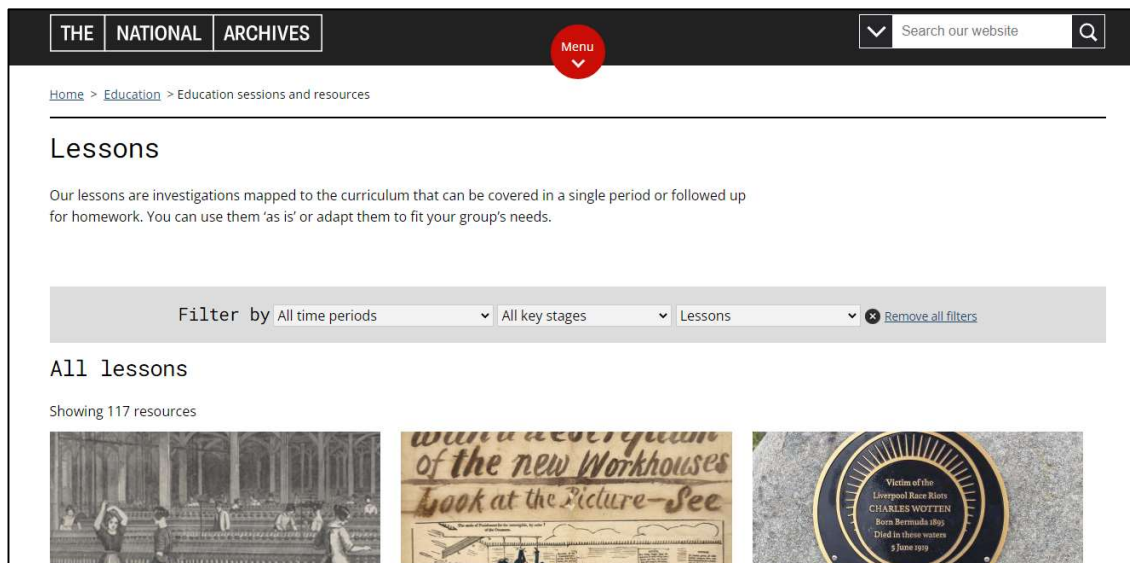 THE NATIONAL ARCHIVES
Menu
Search our website
Home > Education > Education sessions and resources
Lessons
Our lessons are investigations mapped to the curriculum that can be covered in a single period or followed up
for homework. You can use them ‘as is’ or adapt them to fit your group’s needs.
Filter by All time periods All key stages Lessons Remove all filters
All lessons
Showing 117 resources
of the new Workhouses
Look at the Picture—See
Victim of the
Liverpool Race Riots
CHARLES WOTTEN
Born Bermuda 1895
Died in these waters
5 June 1919